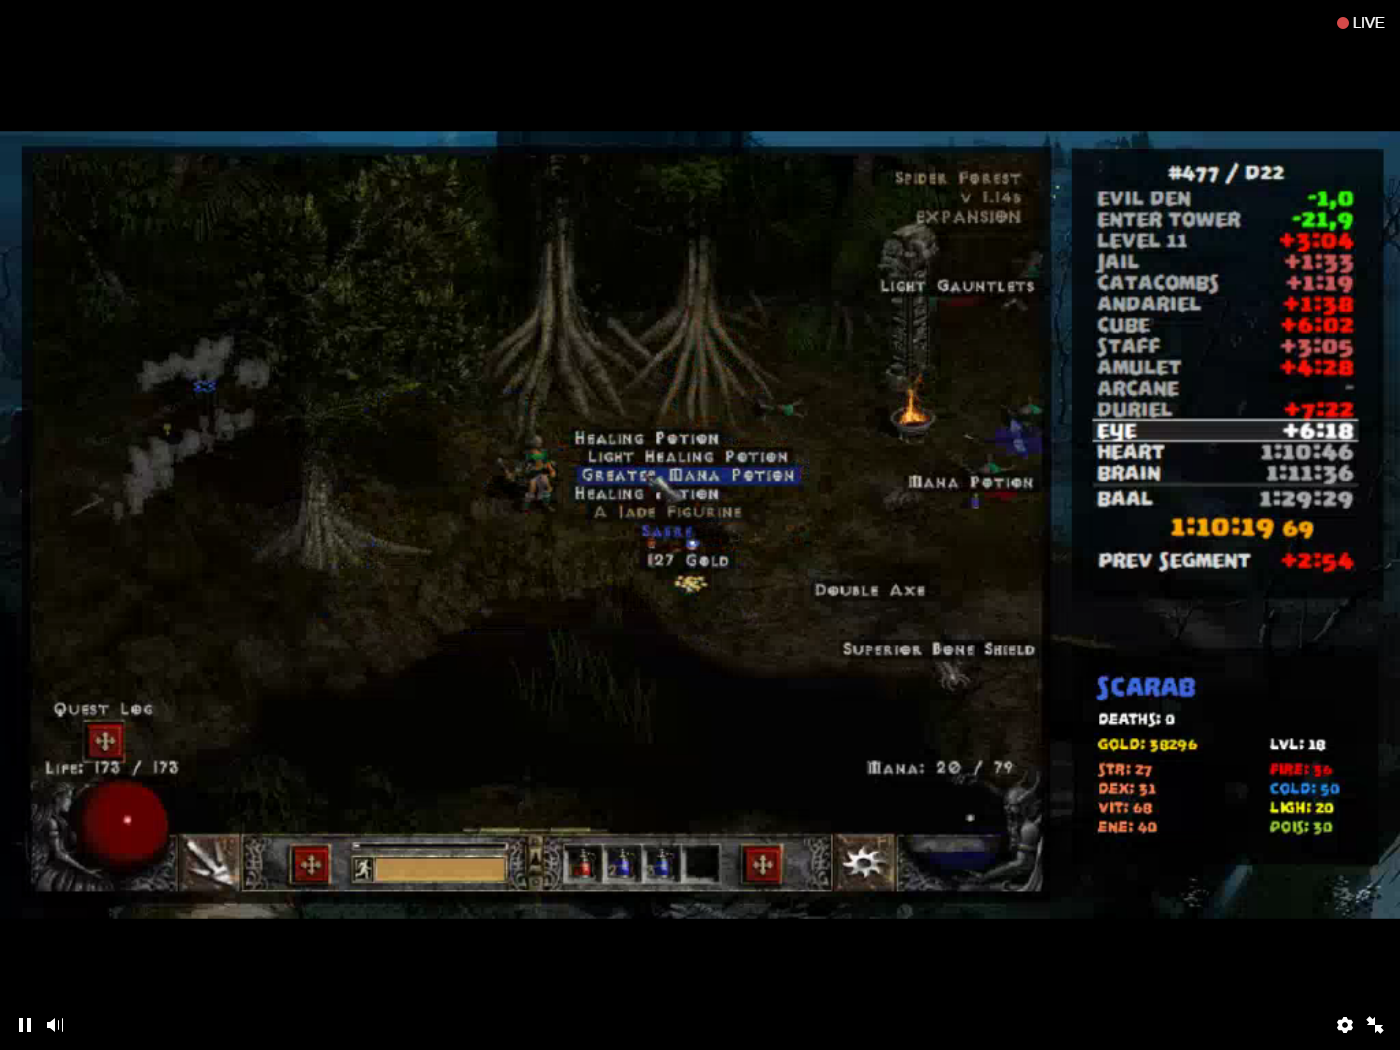 LIVE
SPIDER FOREST
V 1.14B
EXPANSION
LIGHT GAUNTLETS
HEALING POTION
LIGHT HEALING POTION
GREATER MANA POTION
HEALING POTION
A JADE FIGURINE
MANA POTION
127 GOLD
DOUBLE AXE
SUPERIOR BONE SHIELD
QUEST LOG
LIFE: 173 / 173
MANA: 20 / 79
#477 / D22
EVIL DEN -1,0
ENTER TOWER -21,9
LEVEL 11 +3:04
JAIL +1:33
CATACOMBS +1:19
ANDARIEL +1:38
CUBE +6:02
STAFF +3:05
AMULET +4:28
ARCANE -
DURIEL +7:22
EYE +6:18
HEART 1:10:46
BRAIN 1:11:36
BAAL 1:29:29
1:10:19 69
PREV SEGMENT +2:54
SCARAB
DEATHS: 0
GOLD: 38296 LVL: 18
STR: 27 FIRE: 36
DEX: 31 COLD: 50
VIT: 68 LIGH: 20
ENE: 40 POIS: 30